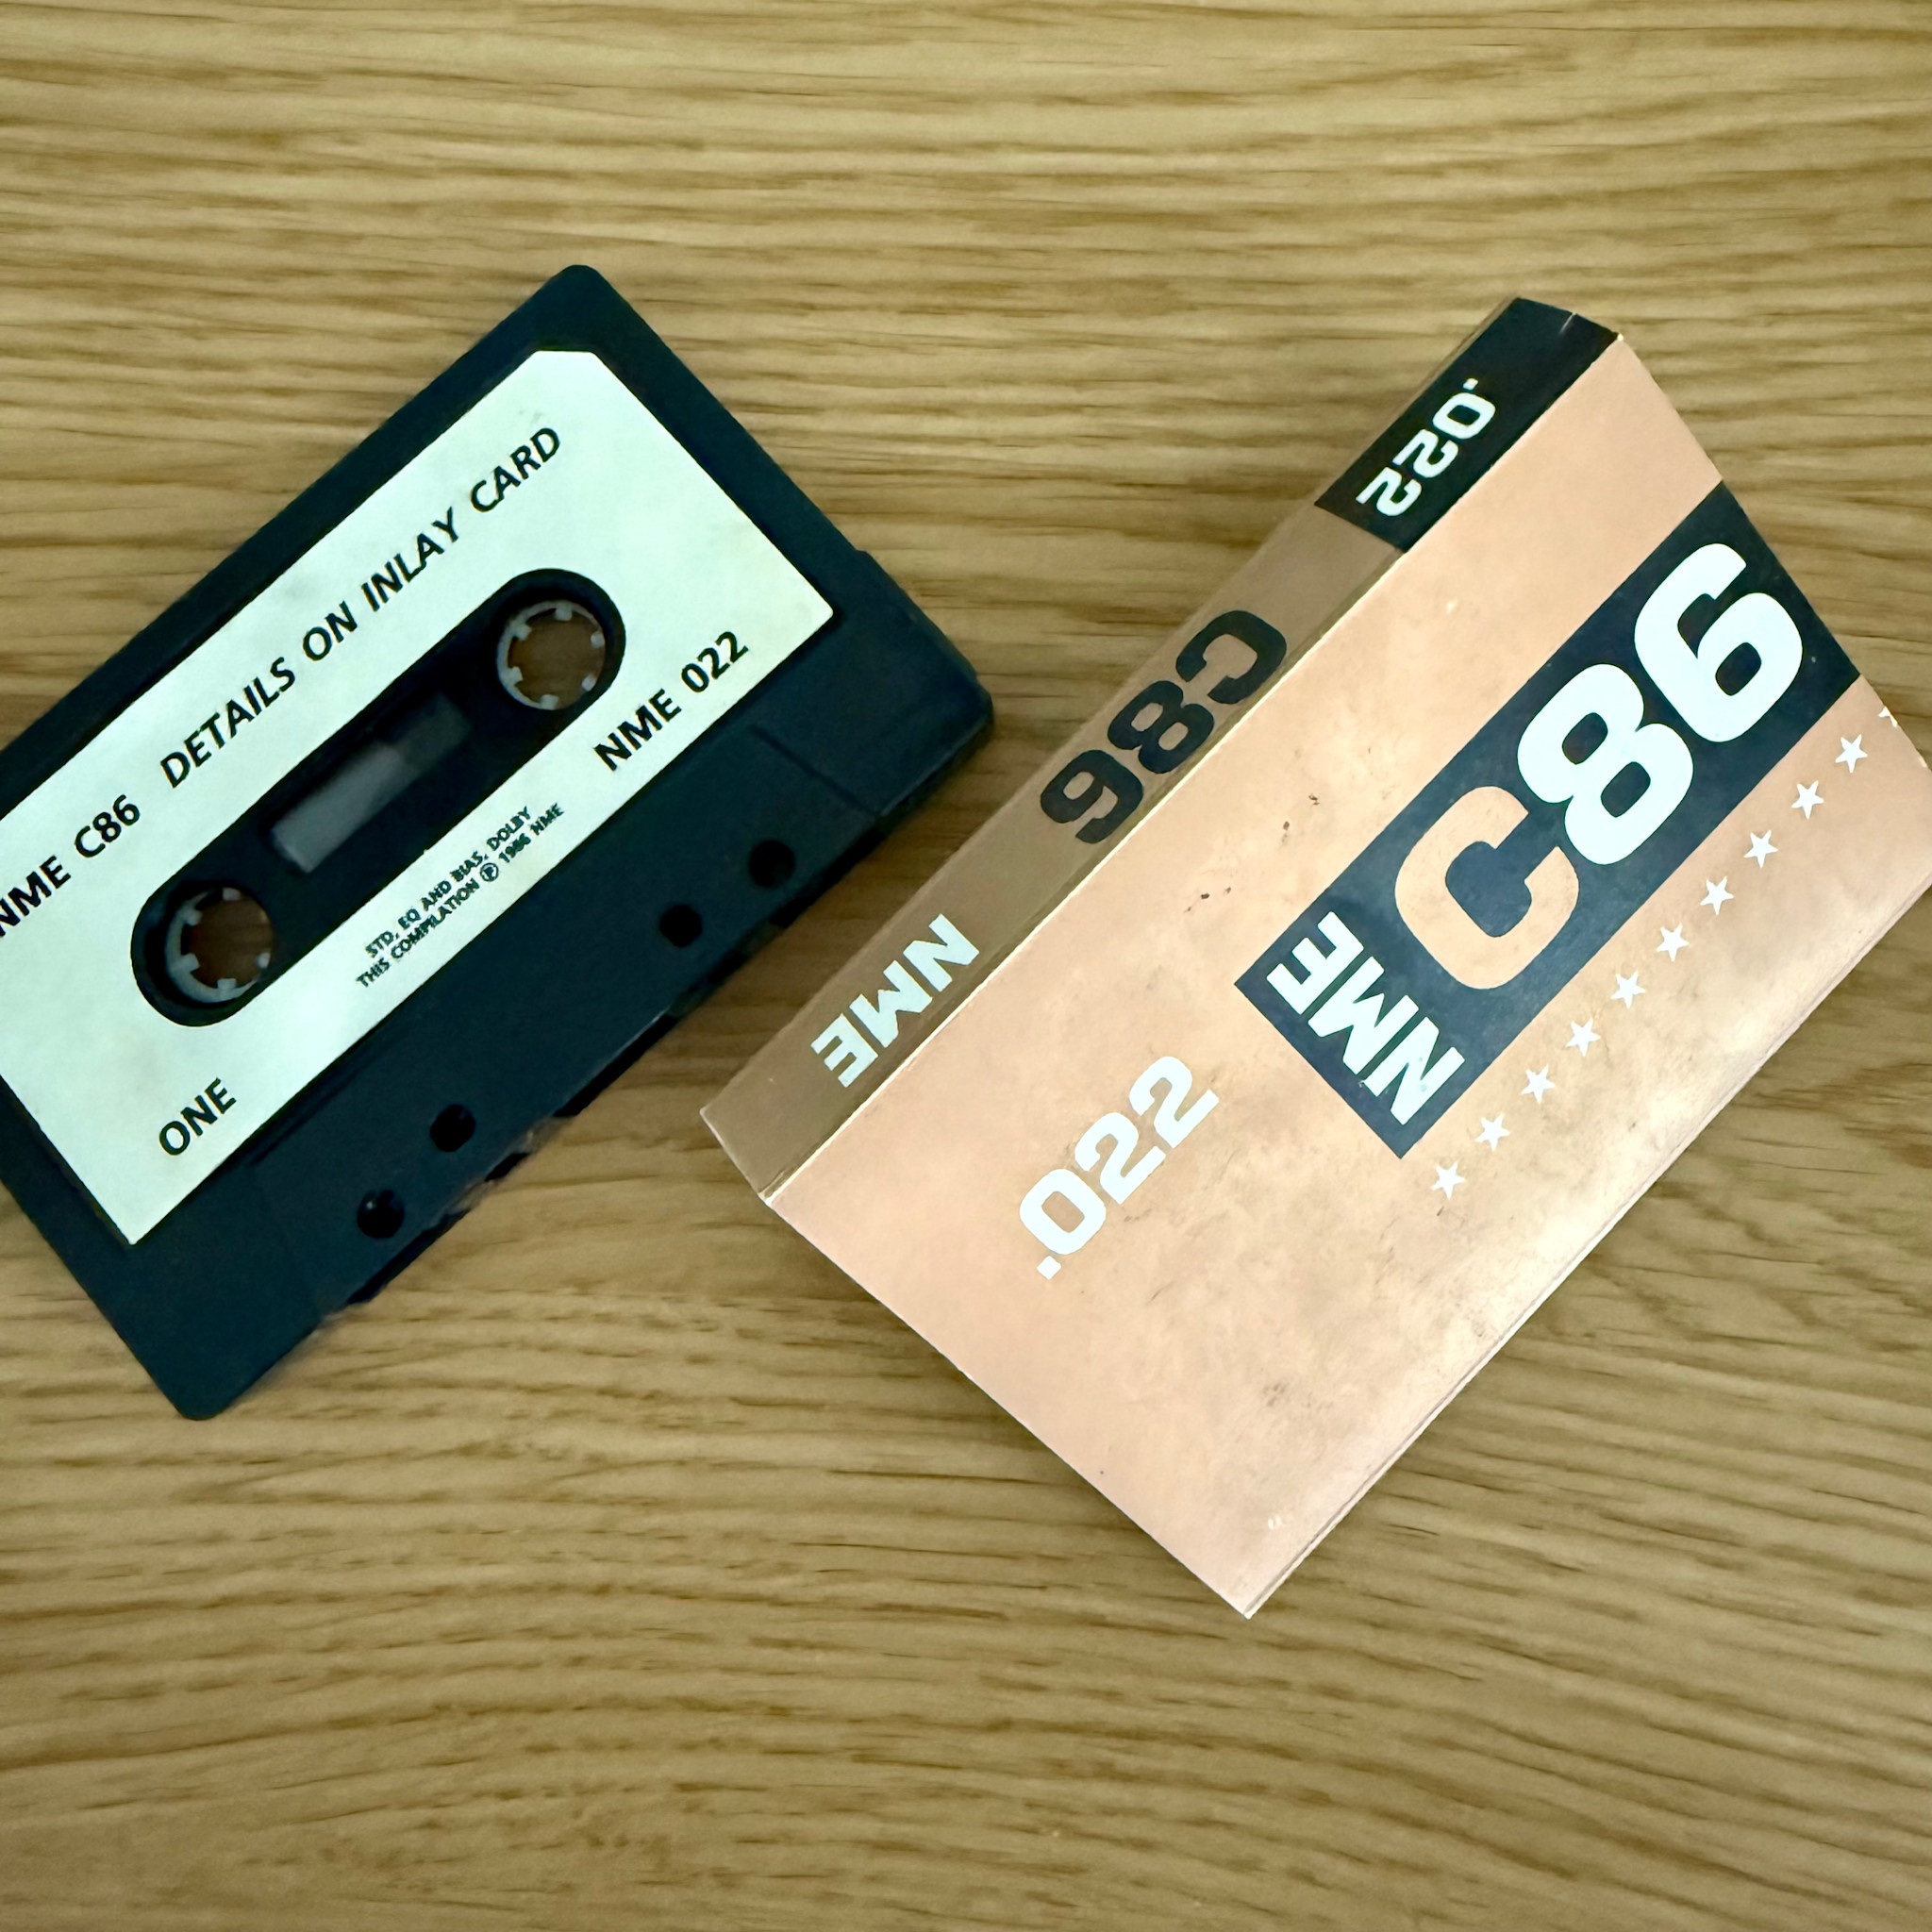 NME C86 DETAILS ON INLAY CARD
NME 022
STD. EQ AND BIAS. DOLBY
THIS COMPILATION Ⓟ 1986 NME
ONE
NME
C86
.022
NME
C86
.022